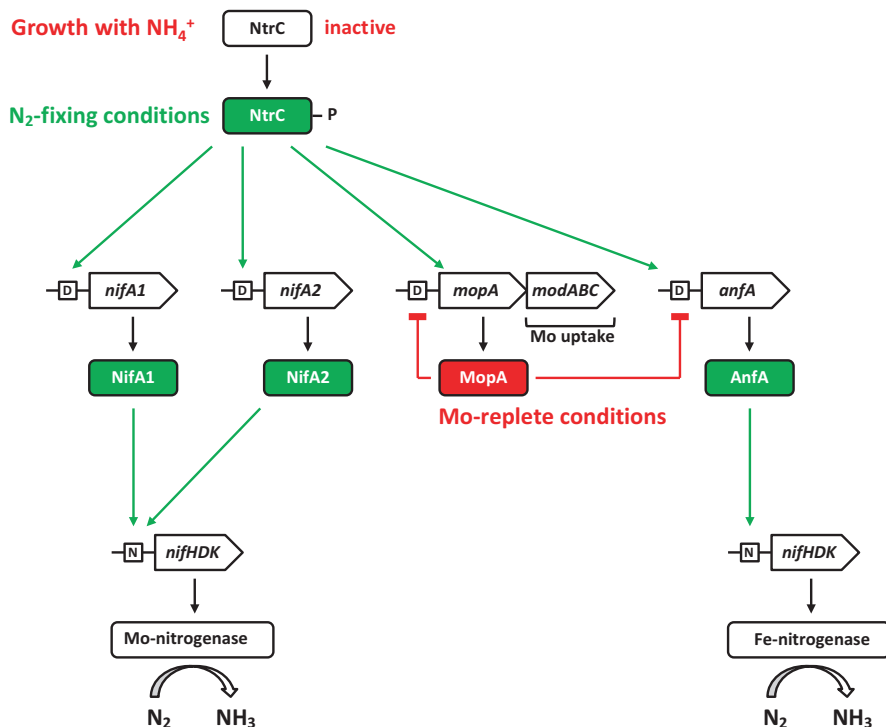 Growth with NH₄⁺ NtrC inactive
N₂-fixing conditions NtrC P
D nifA1 D nifA2 D mopA modABC D anfA
Mo uptake
NifA1 NifA2 MopA AnfA
Mo-replete conditions
N nifHDK N nifHDK
Mo-nitrogenase Fe-nitrogenase
N₂ NH₃ N₂ NH₃